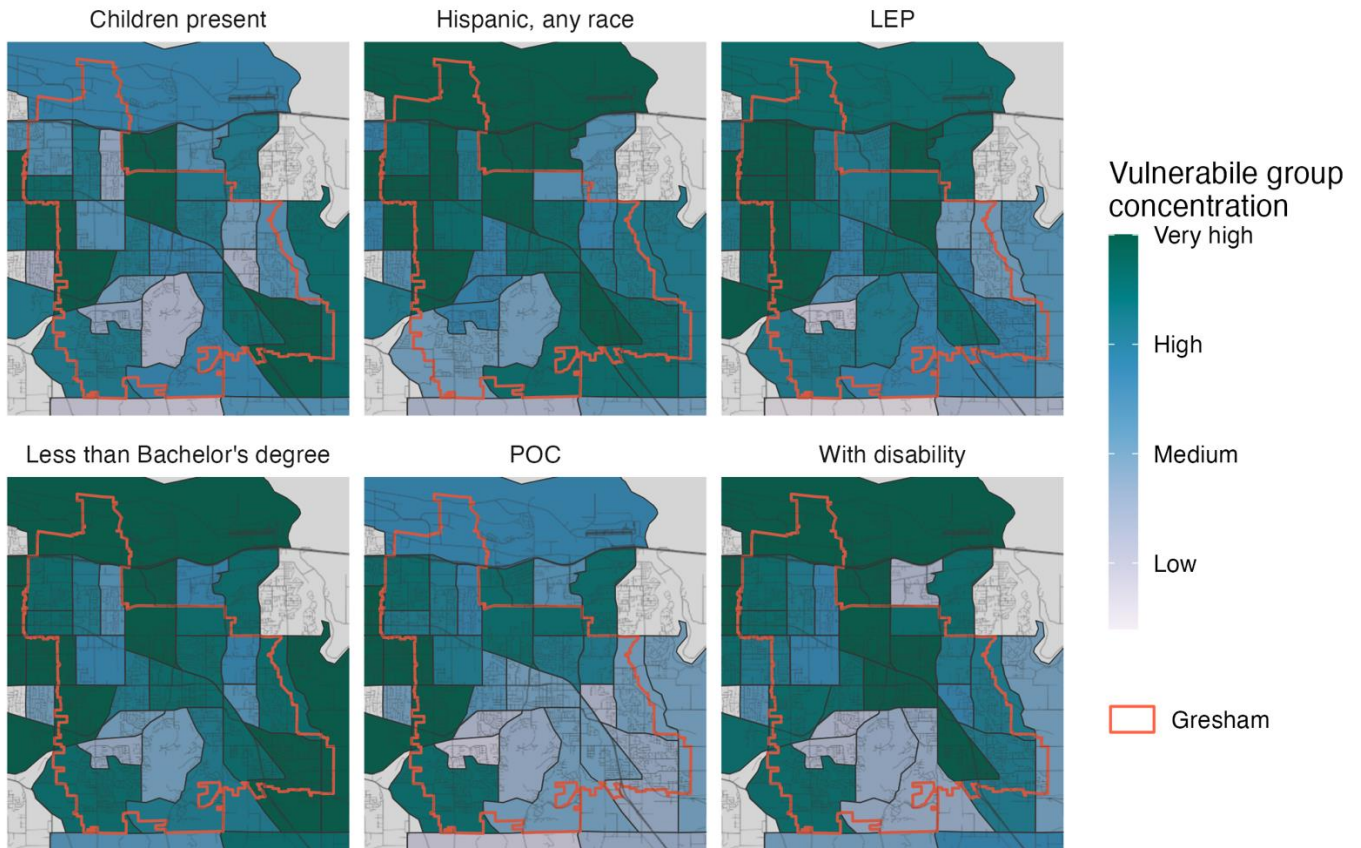 Children present
Hispanic, any race
LEP
Vulnerabile group
concentration
Very high
High
Medium
Low
Gresham
Less than Bachelor's degree
POC
With disability